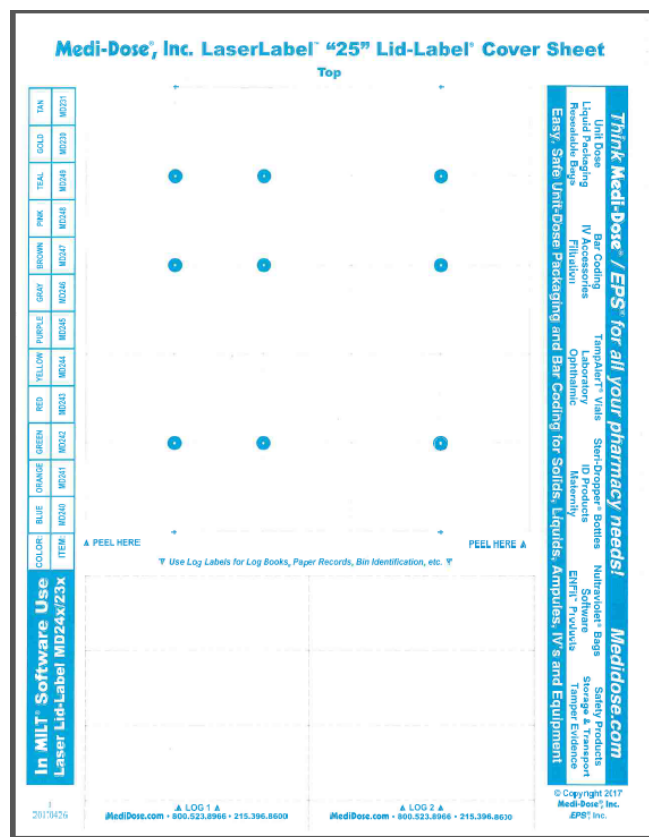 Medi-Dose®, Inc. LaserLabel™ “25” Lid-Label® Cover Sheet
Top
COLOR: BLUE ORANGE GREEN RED YELLOW PURPLE GRAY BROWN PINK TEAL GOLD TAN
ITEM: MD240 MD241 MD242 MD243 MD244 MD245 MD246 MD247 MD248 MD249 MD230 MD231
In MILT® Software Use
Laser Lid-Label MD24x/23x
Think Medi-Dose® / EPS® for all your pharmacy needs! Medidose.com
Unit Dose
Liquid Packaging
Resealable Bags
Bar Coding
IV Accessories
Filtration
TampAlerT® Vials
Laboratory
Ophthalmic
Steri-Dropper® Bottles
ID Products
Maternity
Nultraviolet® Bags
Software
ENFit™ Products
Safety Products
Storage & Transport
Tamper Evidence
Easy, Safe Unit-Dose Packaging and Bar Coding for Solids, Liquids, Ampules, IV's and Equipment
▲ PEEL HERE
PEEL HERE ▲
▼ Use Log Labels for Log Books, Paper Records, Bin Identification, etc. ▼
▲ LOG 1 ▲
MediDose.com • 800.523.8966 • 215.396.8600
▲ LOG 2 ▲
MediDose.com • 800.523.8966 • 215.396.8600
© Copyright 2017
Medi-Dose®, Inc.
EPS®, Inc.
20170426